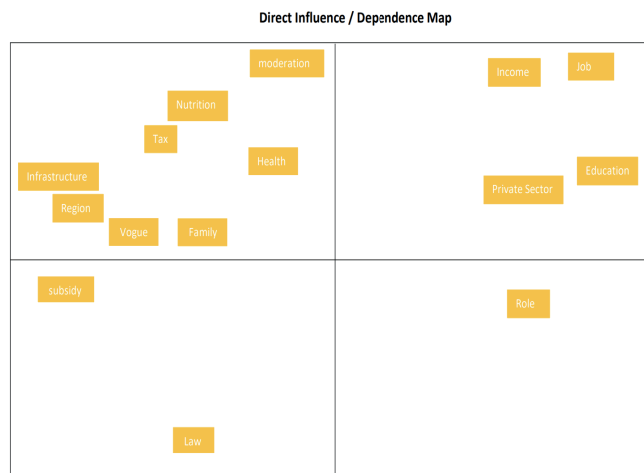 Direct Influence / Dependence Map
moderation
Income
Job
Nutrition
Tax
Health
Education
Infrastructure
Private Sector
Region
Vogue
Family
subsidy
Role
Law